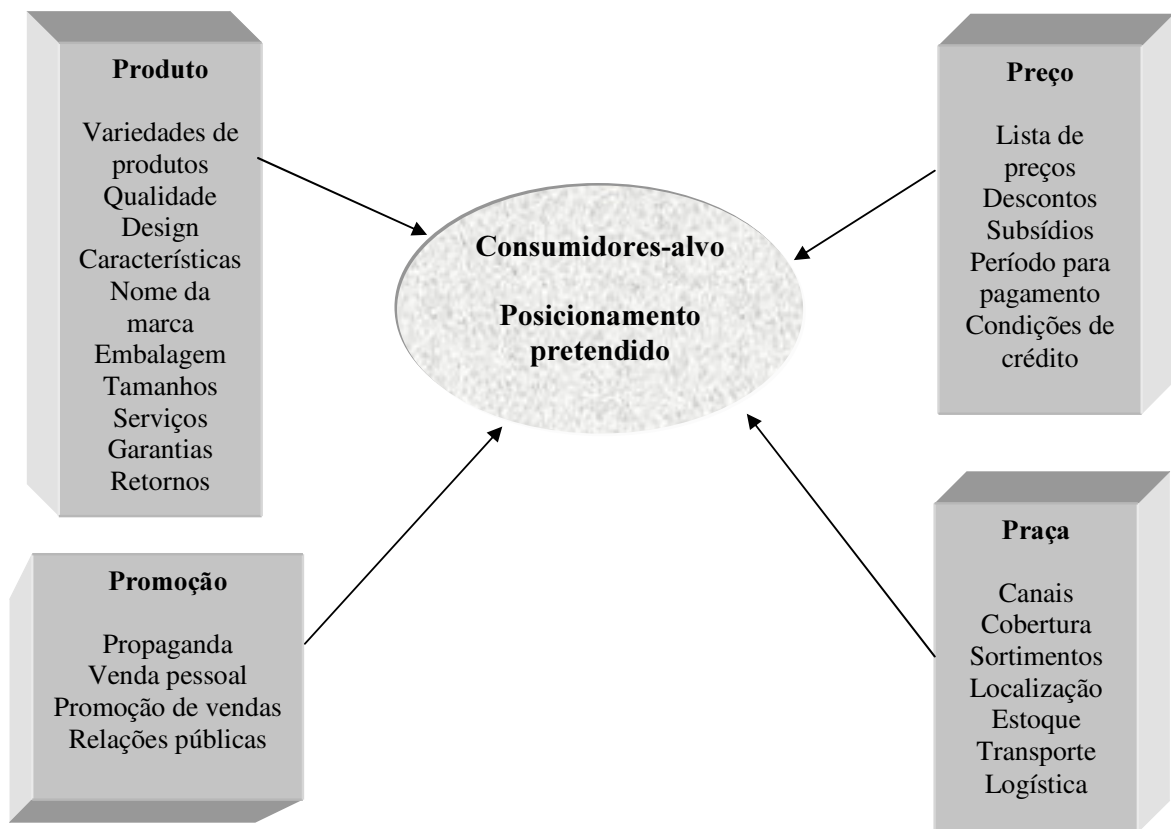 Produto
Variedades de
produtos
Qualidade
Design
Características
Nome da
marca
Embalagem
Tamanhos
Serviços
Garantias
Retornos
Preço
Lista de
preços
Descontos
Subsídios
Período para
pagamento
Condições de
crédito
Consumidores-alvo
Posicionamento
pretendido
Promoção
Propaganda
Venda pessoal
Promoção de vendas
Relações públicas
Praça
Canais
Cobertura
Sortimentos
Localização
Estoque
Transporte
Logística